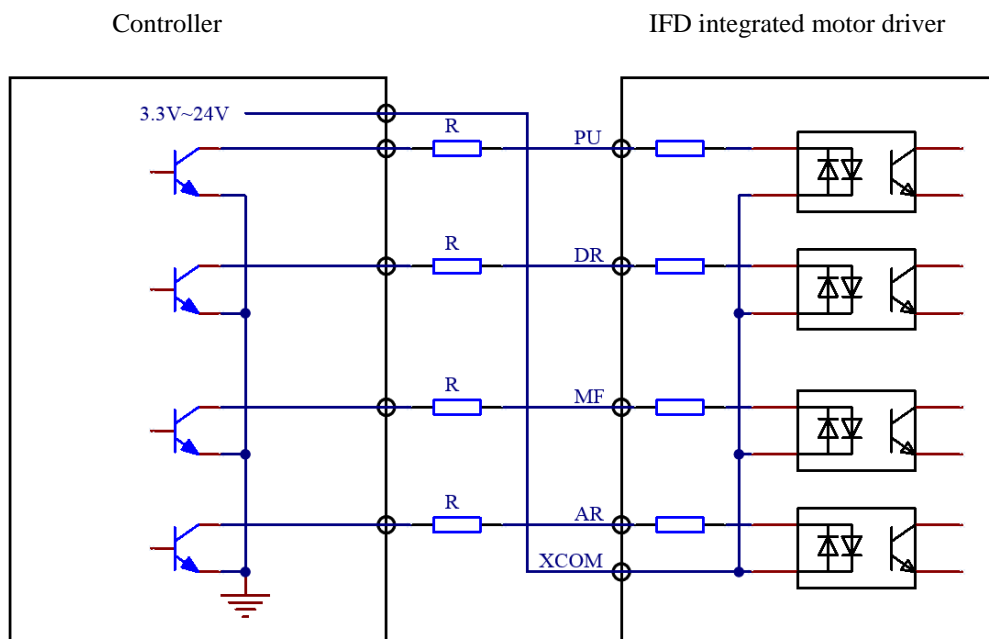 Controller
IFD integrated motor driver
3.3V~24V
R
PU
R
DR
R
MF
R
AR
XCOM